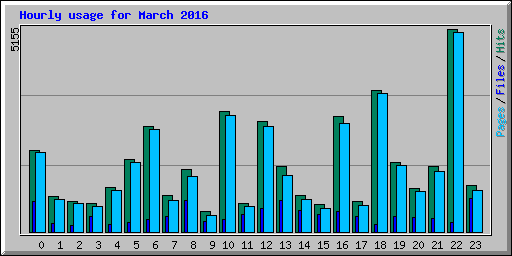 Hourly usage for March 2016
5155
Pages / Files / Hits
0 1 2 3 4 5 6 7 8 9 10 11 12 13 14 15 16 17 18 19 20 21 22 23